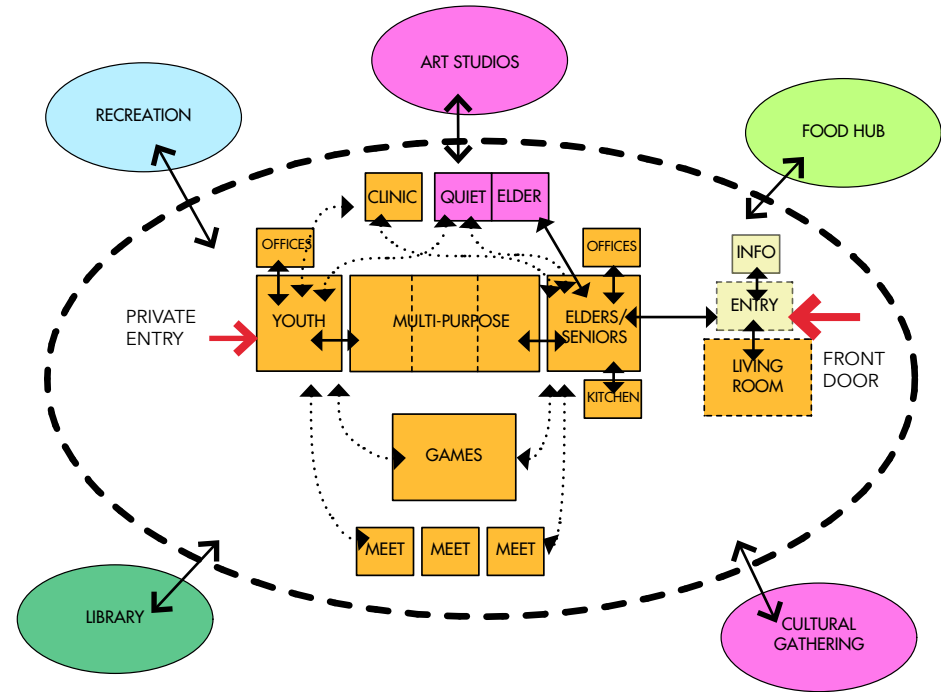 ART STUDIOS
RECREATION
FOOD HUB
CLINIC
QUIET
ELDER
OFFICES
OFFICES
INFO
PRIVATE
ENTRY
YOUTH
MULTI-PURPOSE
ELDERS/
SENIORS
ENTRY
FRONT
DOOR
LIVING
ROOM
KITCHEN
GAMES
MEET
MEET
MEET
LIBRARY
CULTURAL
GATHERING